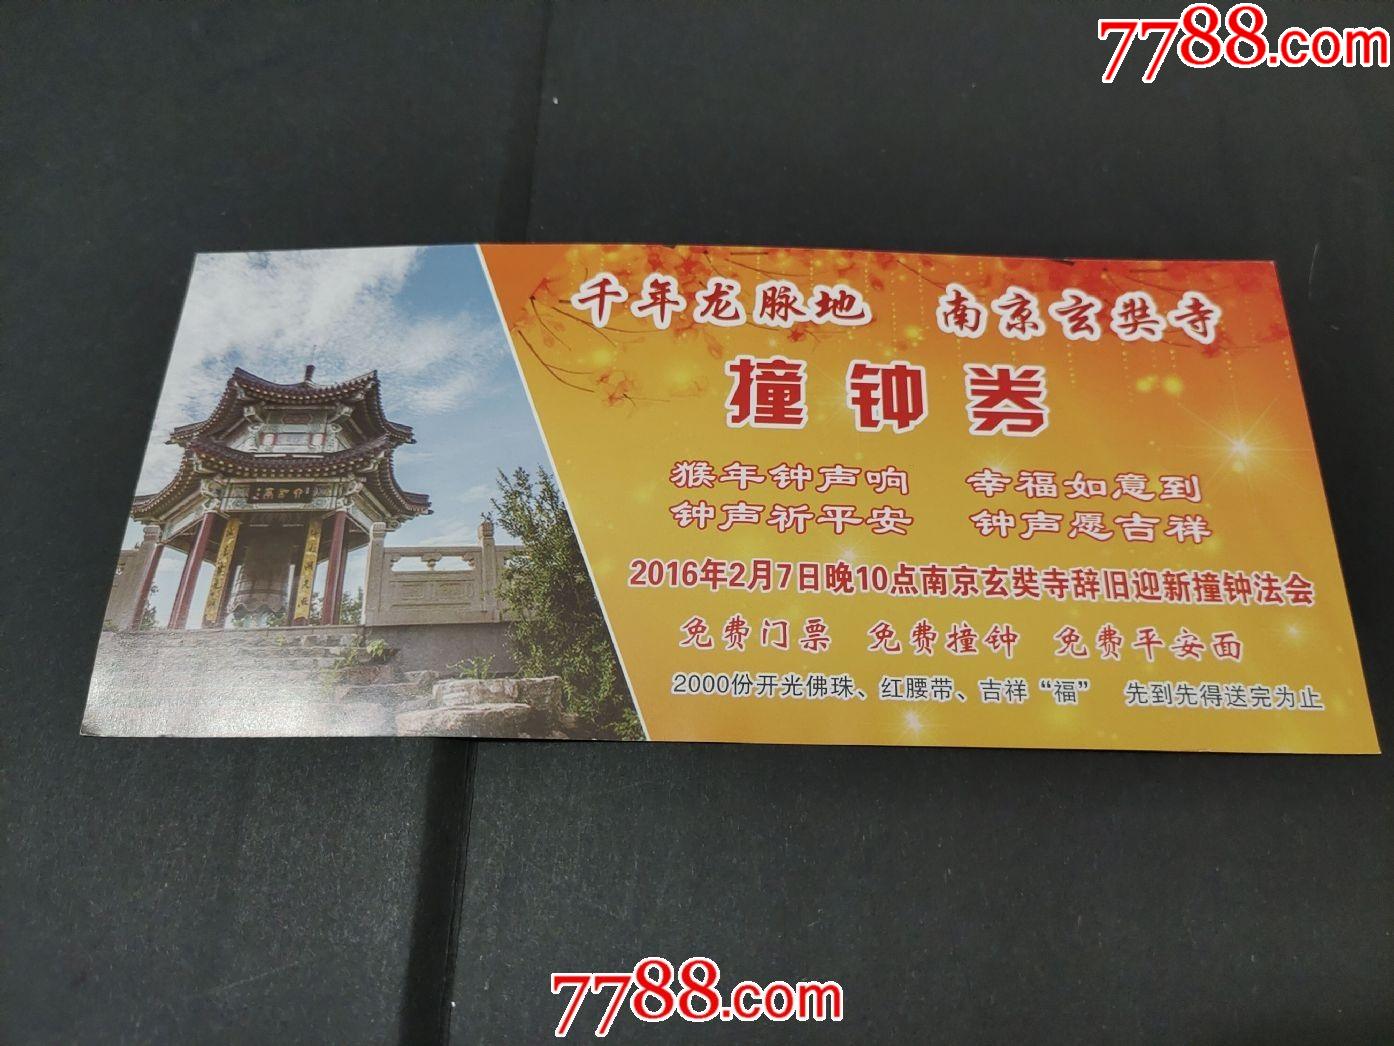 7788.com
千年龙脉地 南京玄奘寺
撞钟券
猴年钟声响 幸福如意到
钟声祈平安 钟声愿吉祥
2016年2月7日晚10点南京玄奘寺辞旧迎新撞钟法会
免费门票 免费撞钟 免费平安面
2000份开光佛珠、红腰带、吉祥“福” 先到先得送完为止
7788.com